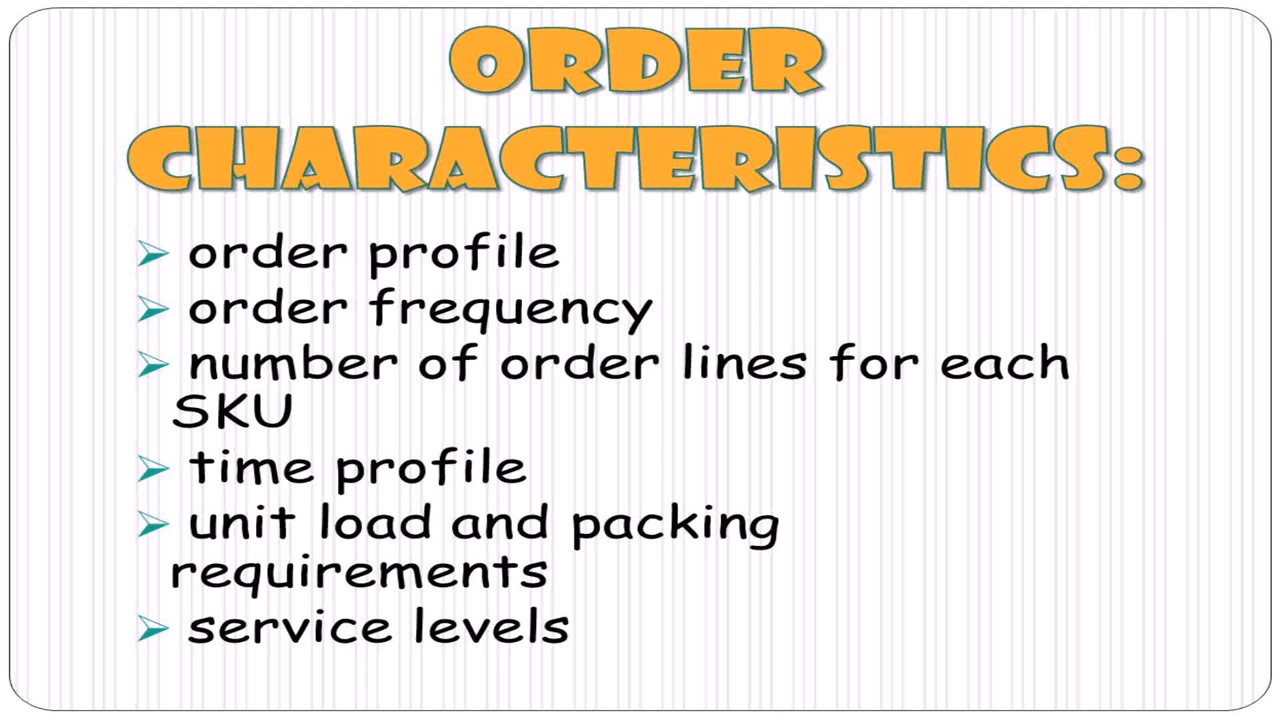 ORDER
CHARACTERISTICS:
order profile
order frequency
number of order lines for each
SKU
time profile
unit load and packing
requirements
service levels